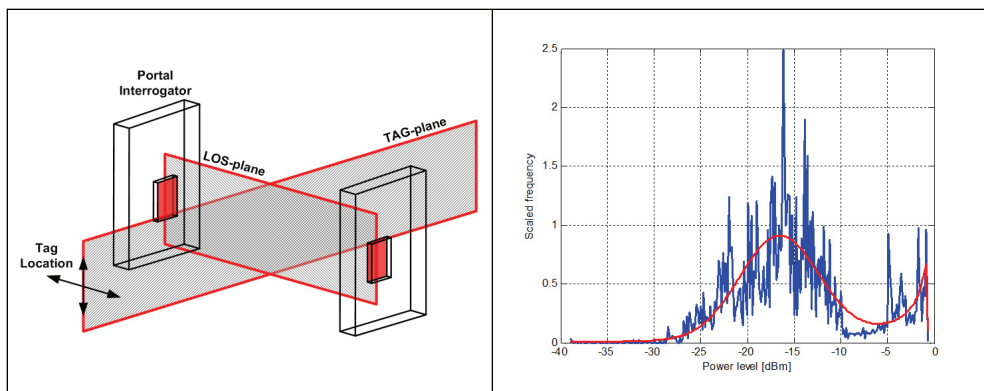 Portal
Interrogator
TAG-plane
LOS-plane
Tag
Location
2.5
2
1.5
1
0.5
0
Scaled frequency
-40 -35 -30 -25 -20 -15 -10 -5 0
Power level [dBm]